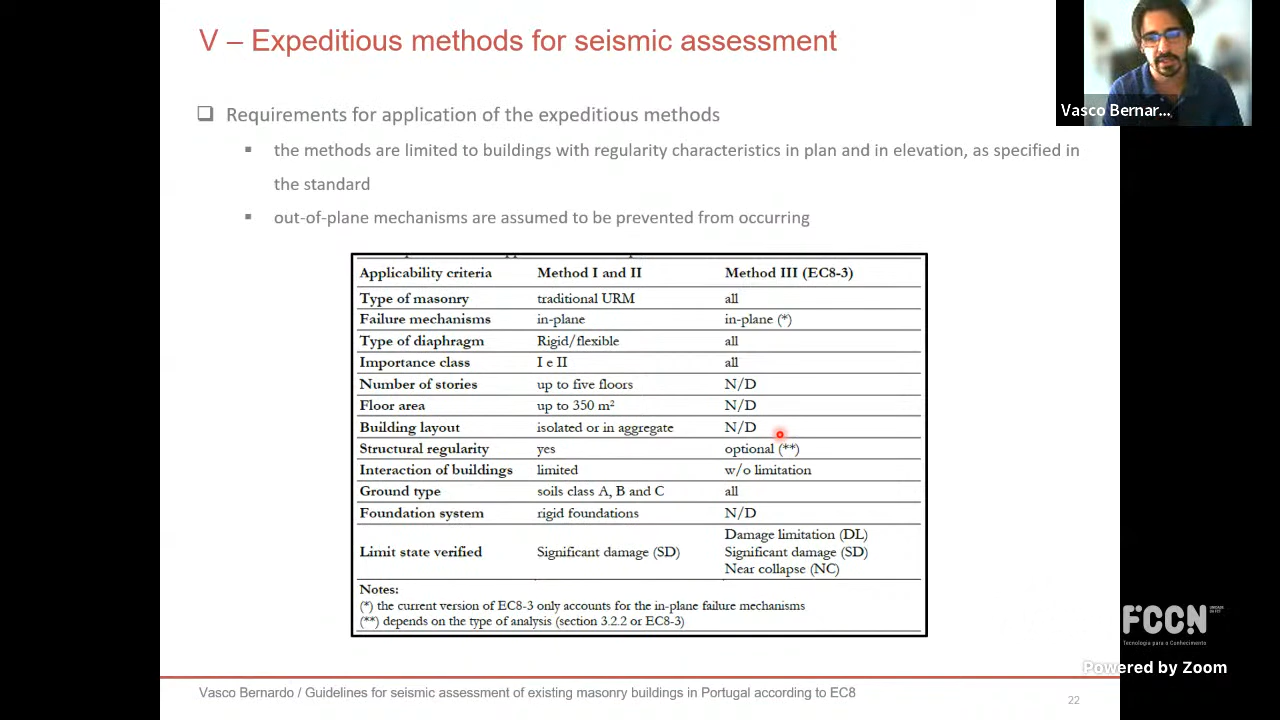 V – Expeditious methods for seismic assessment
Vasco Bernar...
❑ Requirements for application of the expeditious methods
▪ the methods are limited to buildings with regularity characteristics in plan and in elevation, as specified in
the standard
▪ out-of-plane mechanisms are assumed to be prevented from occurring
Applicability criteria Method I and II Method III (EC8-3)
Type of masonry traditional URM all
Failure mechanisms in-plane in-plane (*)
Type of diaphragm Rigid/flexible all
Importance class I e II all
Number of stories up to five floors N/D
Floor area up to 350 m² N/D
Building layout isolated or in aggregate N/D
Structural regularity yes optional (**)
Interaction of buildings limited w/o limitation
Ground type soils class A, B and C all
Foundation system rigid foundations N/D
Damage limitation (DL)
Limit state verified Significant damage (SD) Significant damage (SD)
Near collapse (NC)
Notes:
(*) the current version of EC8-3 only accounts for the in-plane failure mechanisms
(**) depends on the type of analysis (section 3.2.2 or EC8-3)
FCCN
Tecnologia para o Conhecimento
Powered by Zoom
Vasco Bernardo / Guidelines for seismic assessment of existing masonry buildings in Portugal according to EC8
22